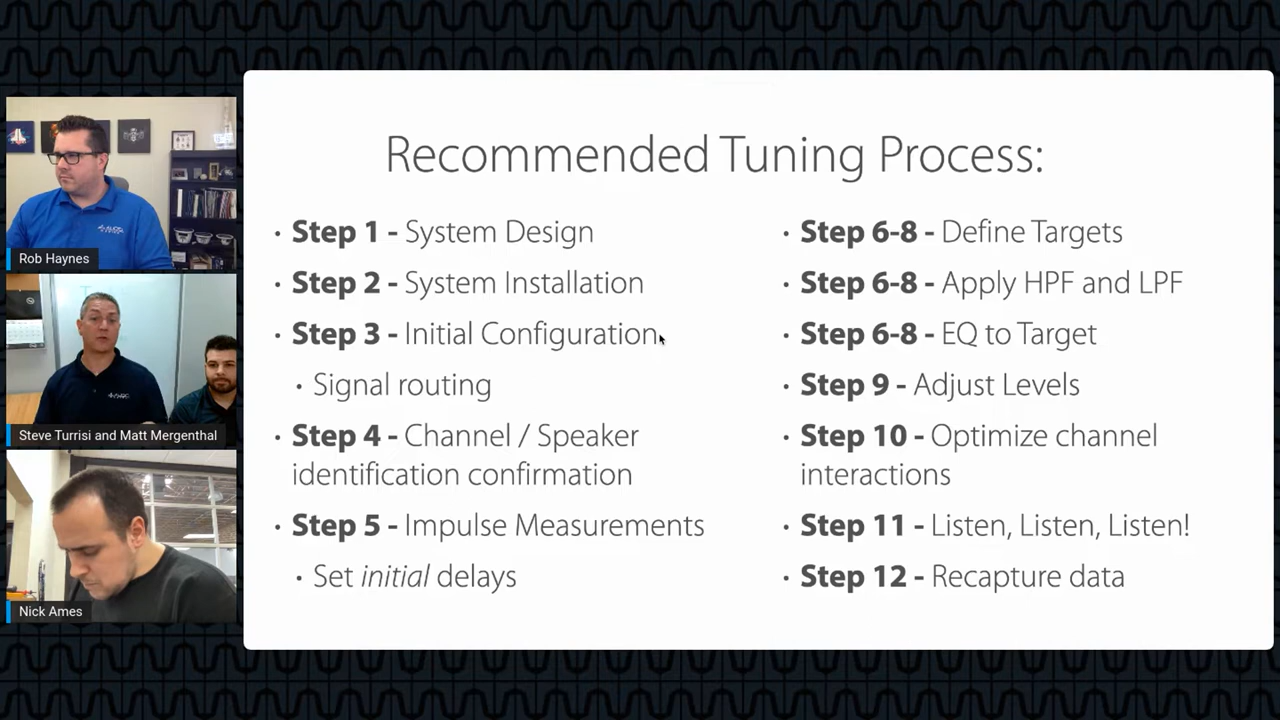 Recommended Tuning Process:
• Step 1 - System Design
• Step 2 - System Installation
• Step 3 - Initial Configuration
• Signal routing
• Step 4 - Channel / Speaker
identification confirmation
• Step 5 - Impulse Measurements
• Set initial delays
• Step 6-8 - Define Targets
• Step 6-8 - Apply HPF and LPF
• Step 6-8 - EQ to Target
• Step 9 - Adjust Levels
• Step 10 - Optimize channel
interactions
• Step 11 - Listen, Listen, Listen!
• Step 12 - Recapture data
Rob Haynes
Steve Turrisi and Matt Mergenthal
Nick Ames